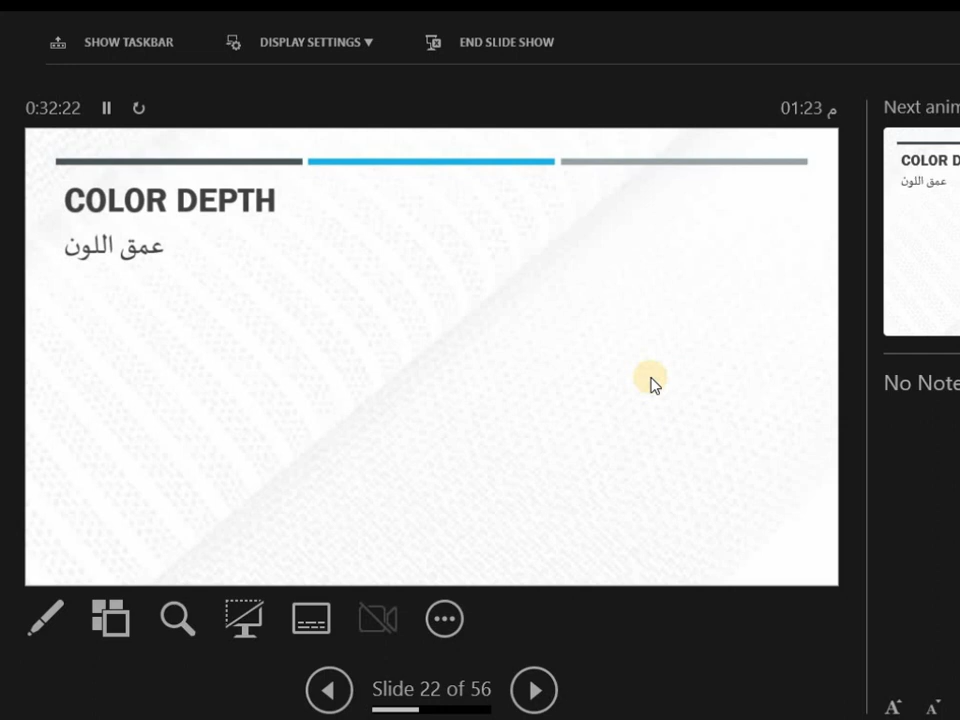 SHOW TASKBAR
DISPLAY SETTINGS ▼
END SLIDE SHOW
0:32:22
01:23 م
Next anim
COLOR DEPTH
عمق اللون
COLOR D
عمق اللون
No Note
Slide 22 of 56
A A